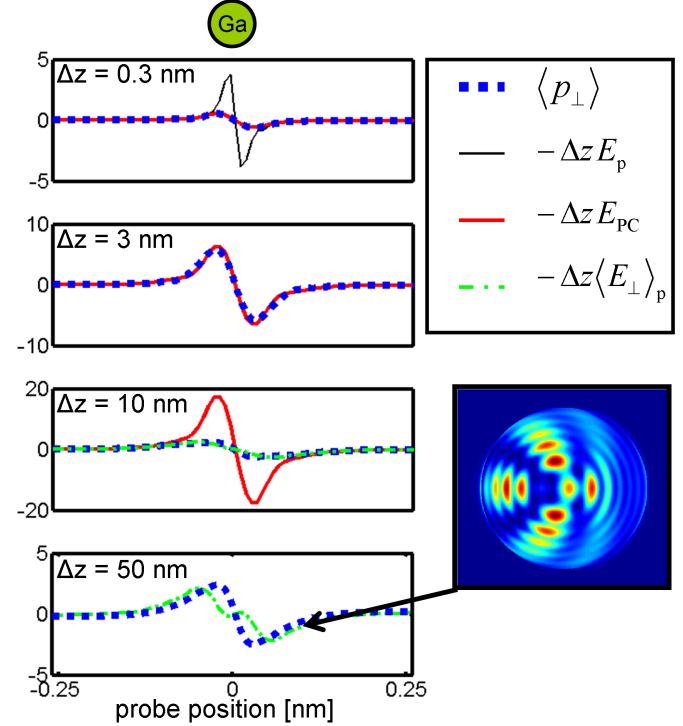 Ga
5
Δz = 0.3 nm
0
-5
10
Δz = 3 nm
0
-10
20
Δz = 10 nm
0
-20
5
Δz = 50 nm
0
-5
-0.25 0 0.25
probe position [nm]
⟨p⊥⟩
−Δz Eₚ
−Δz E_PC
−Δz⟨E⊥⟩ₚ